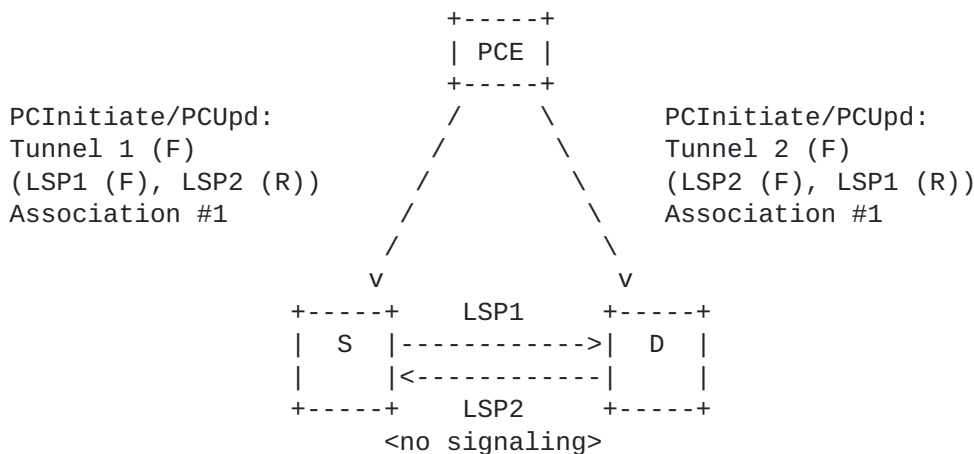 PCE
PCInitiate/PCUpd: PCInitiate/PCUpd:
Tunnel 1 (F) Tunnel 2 (F)
(LSP1 (F), LSP2 (R)) (LSP2 (F), LSP1 (R))
Association #1 Association #1
LSP1
S D
LSP2
<no signaling>